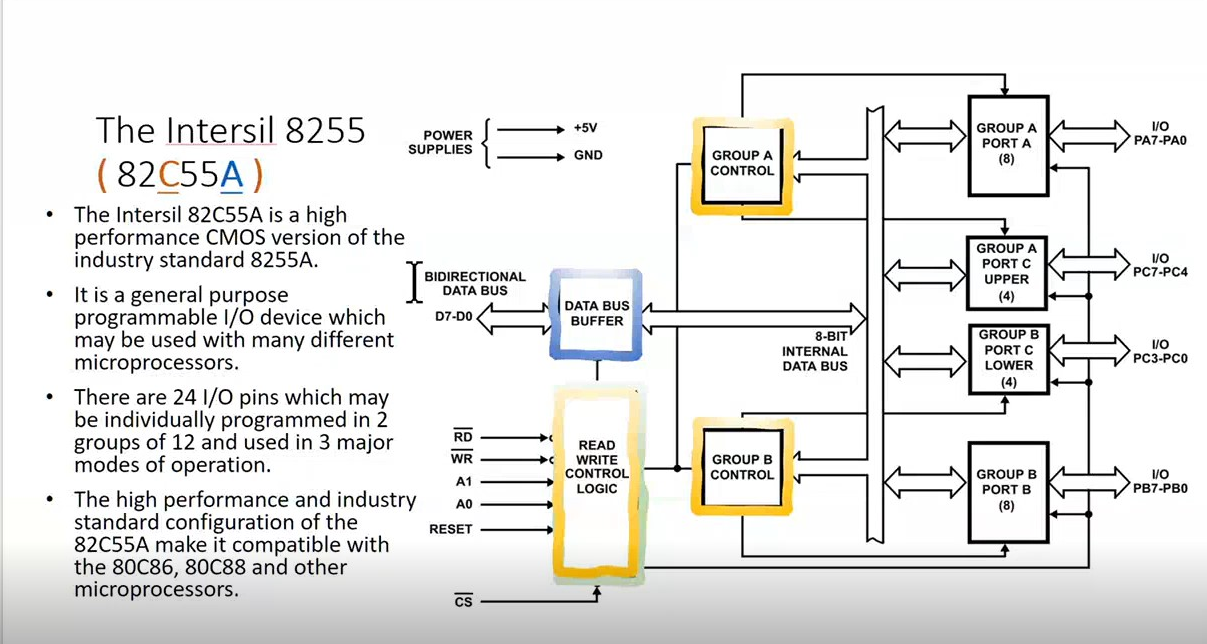 The Intersil 8255
( 82C55A )
• The Intersil 82C55A is a high
performance CMOS version of the
industry standard 8255A.
• It is a general purpose
programmable I/O device which
may be used with many different
microprocessors.
• There are 24 I/O pins which may
be individually programmed in 2
groups of 12 and used in 3 major
modes of operation.
• The high performance and industry
standard configuration of the
82C55A make it compatible with
the 80C86, 80C88 and other
microprocessors.
POWER
SUPPLIES
+5V
GND
BIDIRECTIONAL
DATA BUS
D7-D0
DATA BUS
BUFFER
R̅D̅
W̅R̅
A1
A0
RESET
C̅S̅
READ
WRITE
CONTROL
LOGIC
GROUP A
CONTROL
GROUP B
CONTROL
8-BIT
INTERNAL
DATA BUS
GROUP A
PORT A
(8)
GROUP A
PORT C
UPPER
(4)
GROUP B
PORT C
LOWER
(4)
GROUP B
PORT B
(8)
I/O
PA7-PA0
I/O
PC7-PC4
I/O
PC3-PC0
I/O
PB7-PB0